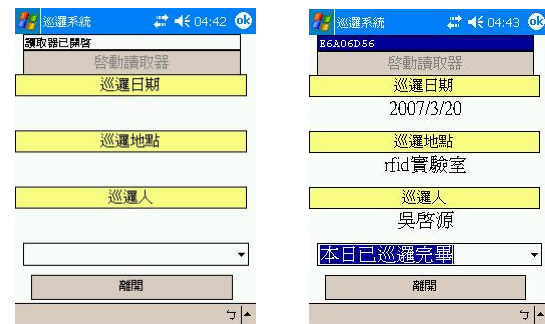 巡邏系統 04:42 ok
讀取器已開啓
啓動讀取器
巡邏日期
巡邏地點
巡邏人
離開
ㄅ
巡邏系統 04:43 ok
E6A06D56
啓動讀取器
巡邏日期
2007/3/20
巡邏地點
rfid實驗室
巡邏人
吳啓源
本日已巡邏完畢
離開
ㄅ